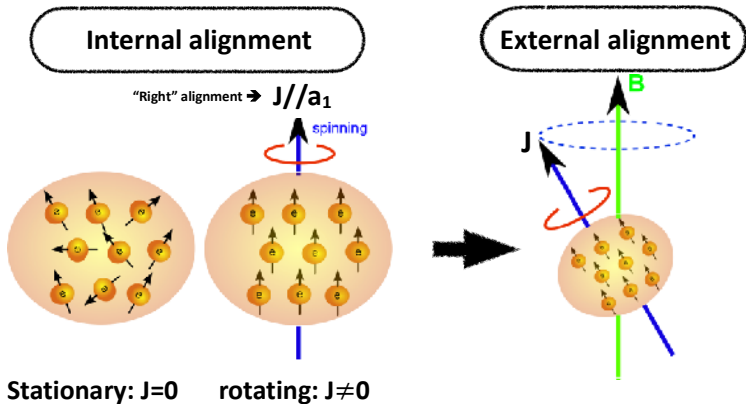 Internal alignment
External alignment
"Right" alignment → J//a₁
B
spinning
J
e e e
e e e
e e e
e e e
e e
e e e
Stationary: J=0
rotating: J≠0